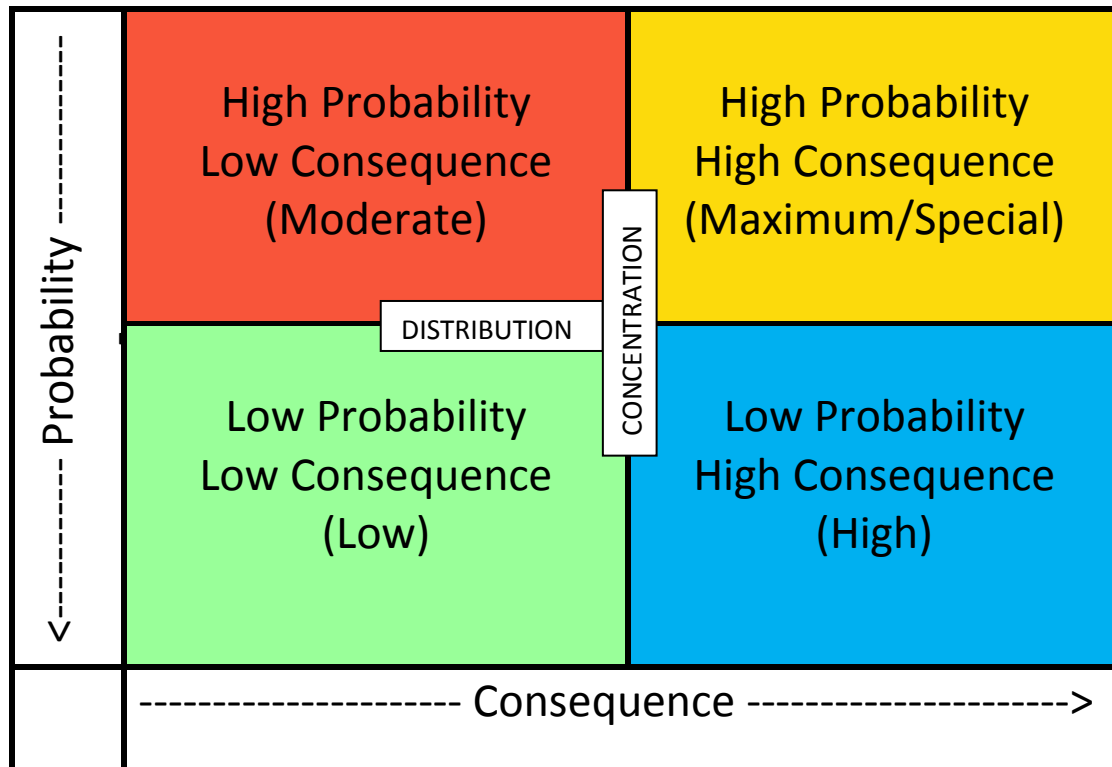 <---------- Probability ----------
High Probability
Low Consequence
(Moderate)
High Probability
High Consequence
(Maximum/Special)
DISTRIBUTION
CONCENTRATION
Low Probability
Low Consequence
(Low)
Low Probability
High Consequence
(High)
---------------------- Consequence ---------------------->